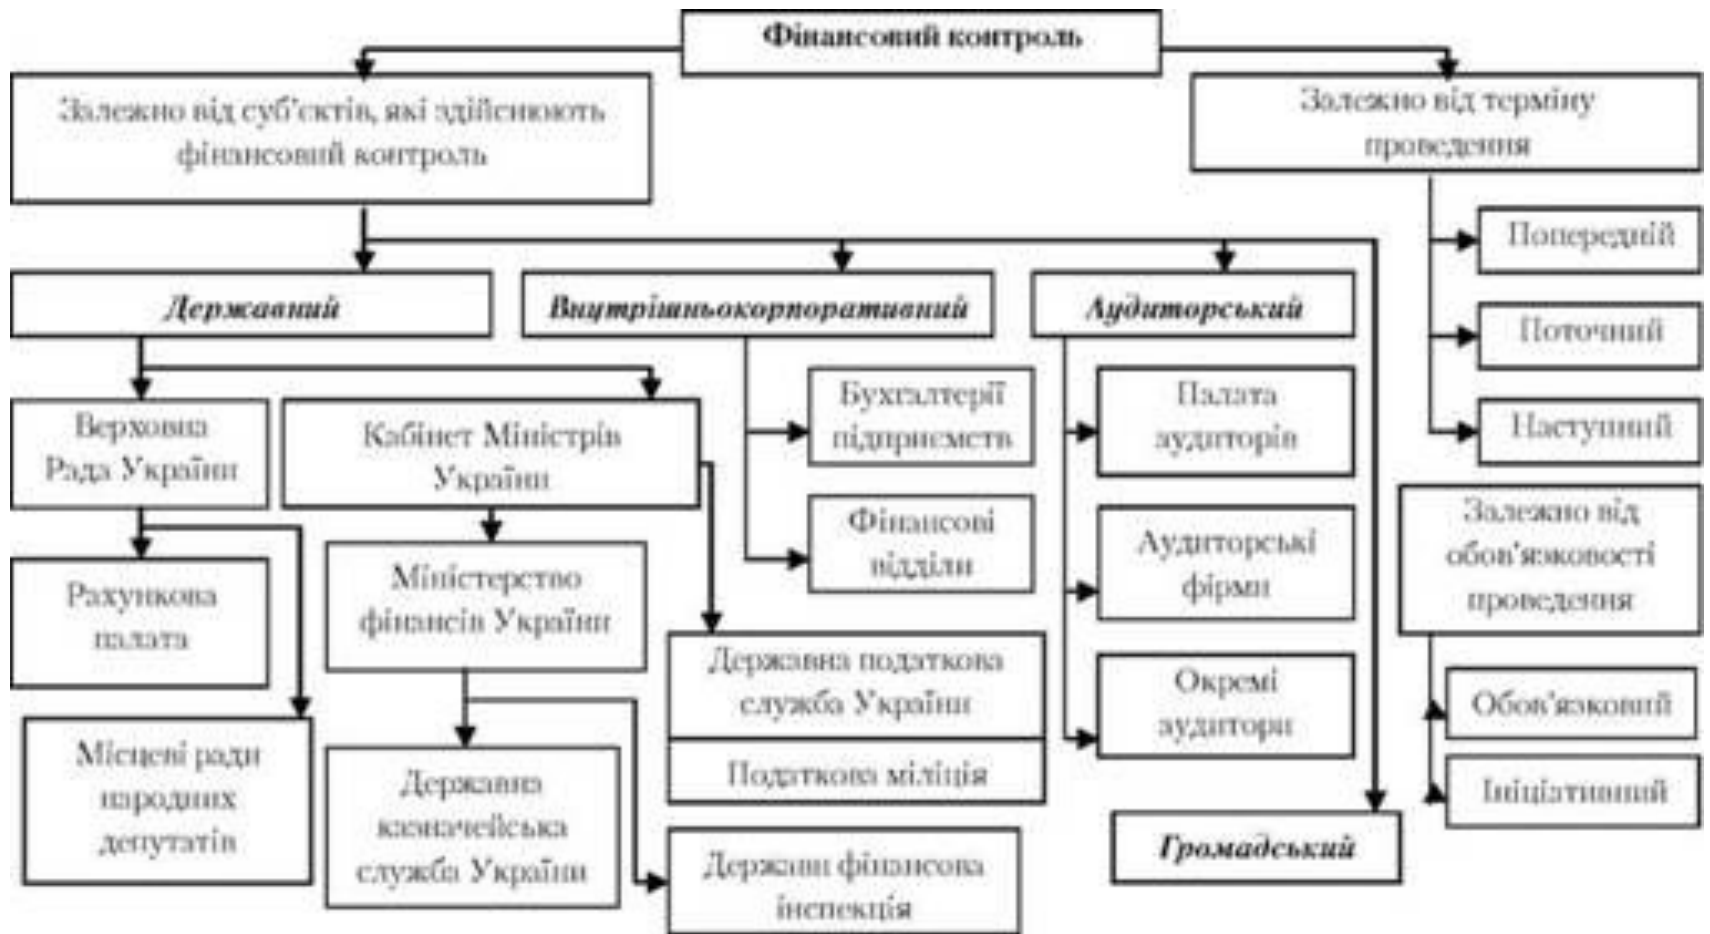 Фінансовий контроль
Залежно від суб'єктів, які здійснюють
фінансовий контроль
Залежно від терміну
проведення
Попередній
Поточний
Наступний
Державний
Внутрішньокорпоративний
Аудиторський
Верховна
Рада України
Кабінет Міністрів
України
Бухгалтерії
підприємств
Фінансові
відділи
Палата
аудиторів
Аудиторські
фірми
Окремі
аудитори
Залежно від
обов'язковості
проведення
Обов'язковий
Ініціативний
Рахункова
палата
Місцеві ради
народних
депутатів
Міністерство
фінансів України
Державна
казначейська
служба України
Державна податкова
служба України
Податкова міліція
Держави фінансова
інспекція
Громадський